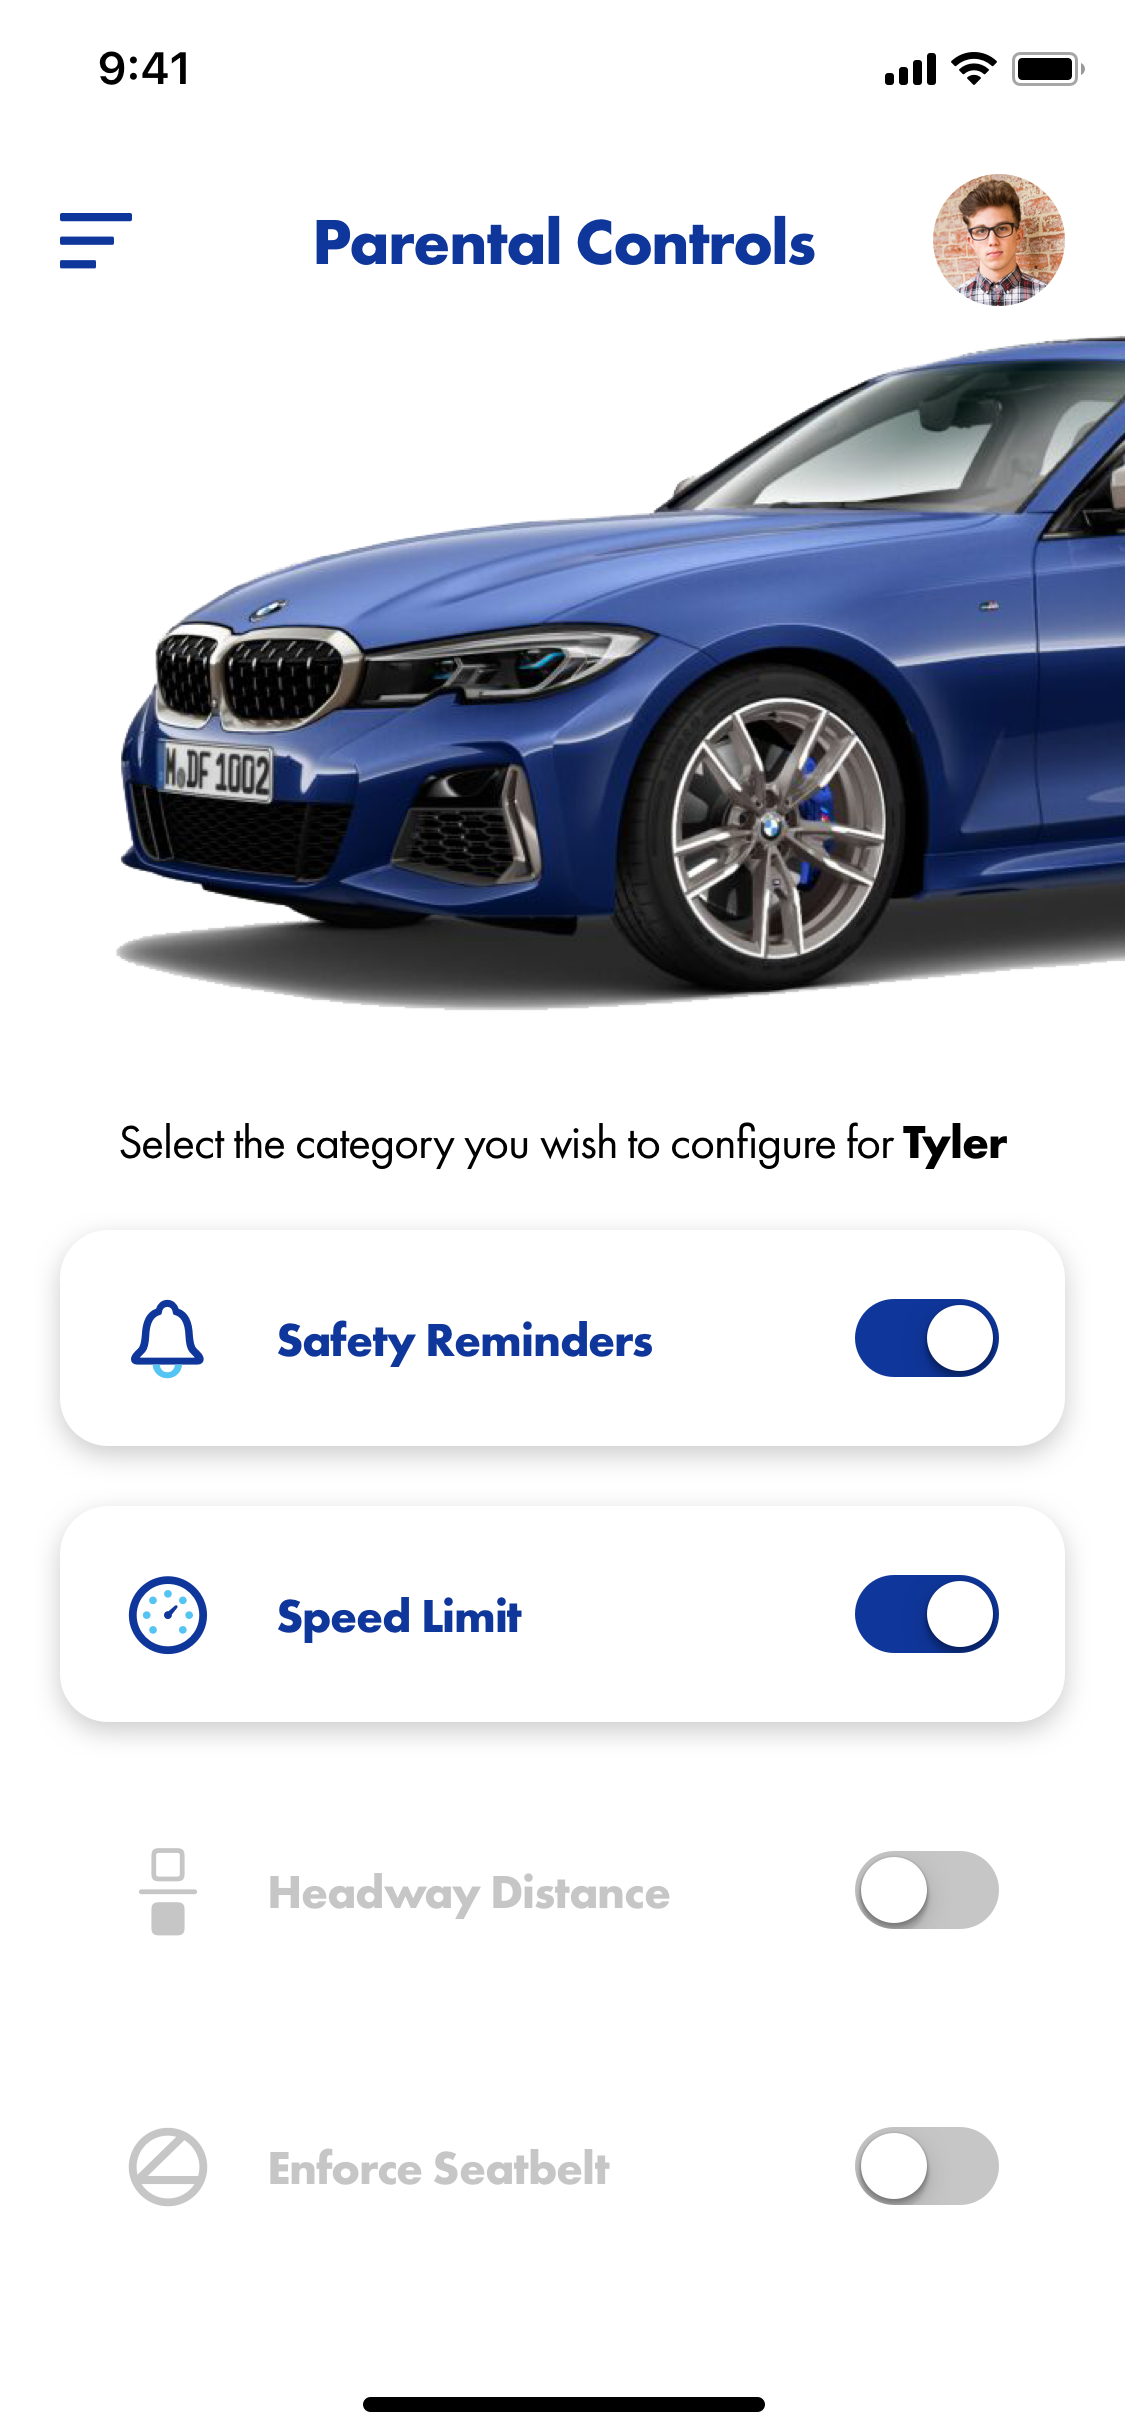 9:41
Parental Controls
M DF 1002
Select the category you wish to configure for Tyler
Safety Reminders
Speed Limit
Headway Distance
Enforce Seatbelt